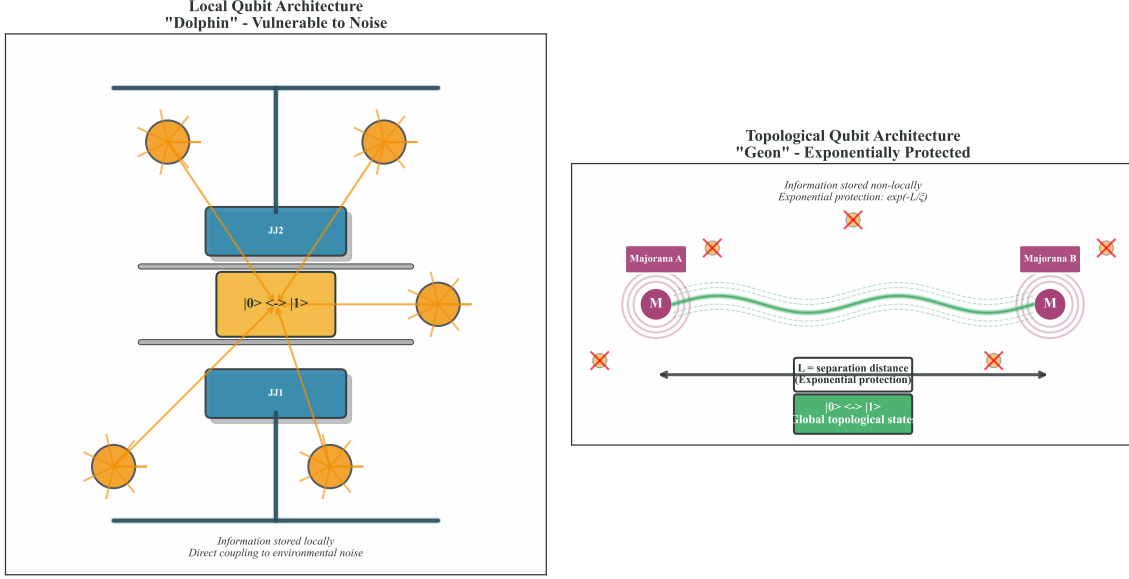 Local Qubit Architecture
"Dolphin" - Vulnerable to Noise
JJ2
|0> <-> |1>
JJ1
Information stored locally
Direct coupling to environmental noise
Topological Qubit Architecture
"Geon" - Exponentially Protected
Information stored non-locally
Exponential protection: exp(-L/ξ)
Majorana A
Majorana B
M
M
L = separation distance
(Exponential protection)
|0> <-> |1>
Global topological states